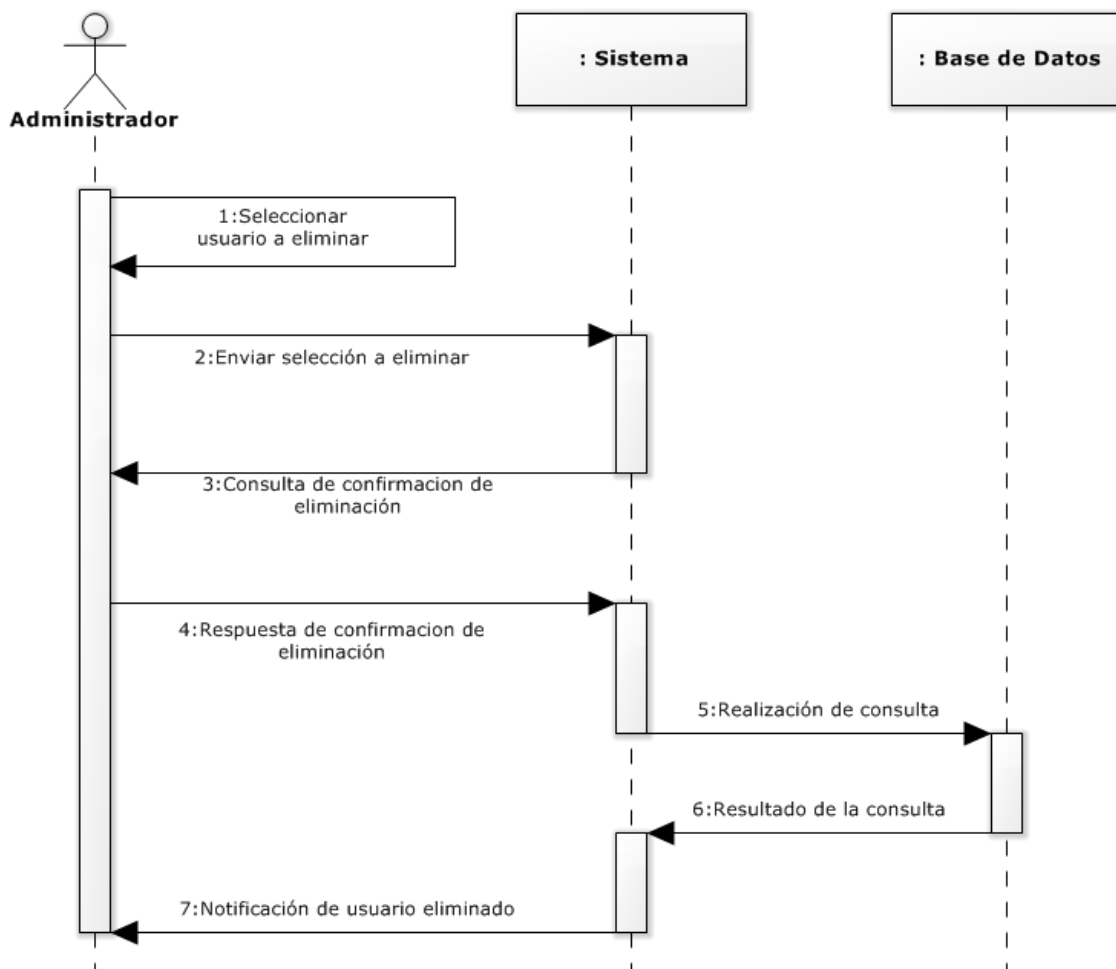 Administrador
: Sistema
: Base de Datos
1:Seleccionar
usuario a eliminar
2:Enviar selección a eliminar
3:Consulta de confirmacion de
eliminación
4:Respuesta de confirmacion de
eliminación
5:Realización de consulta
6:Resultado de la consulta
7:Notificación de usuario eliminado